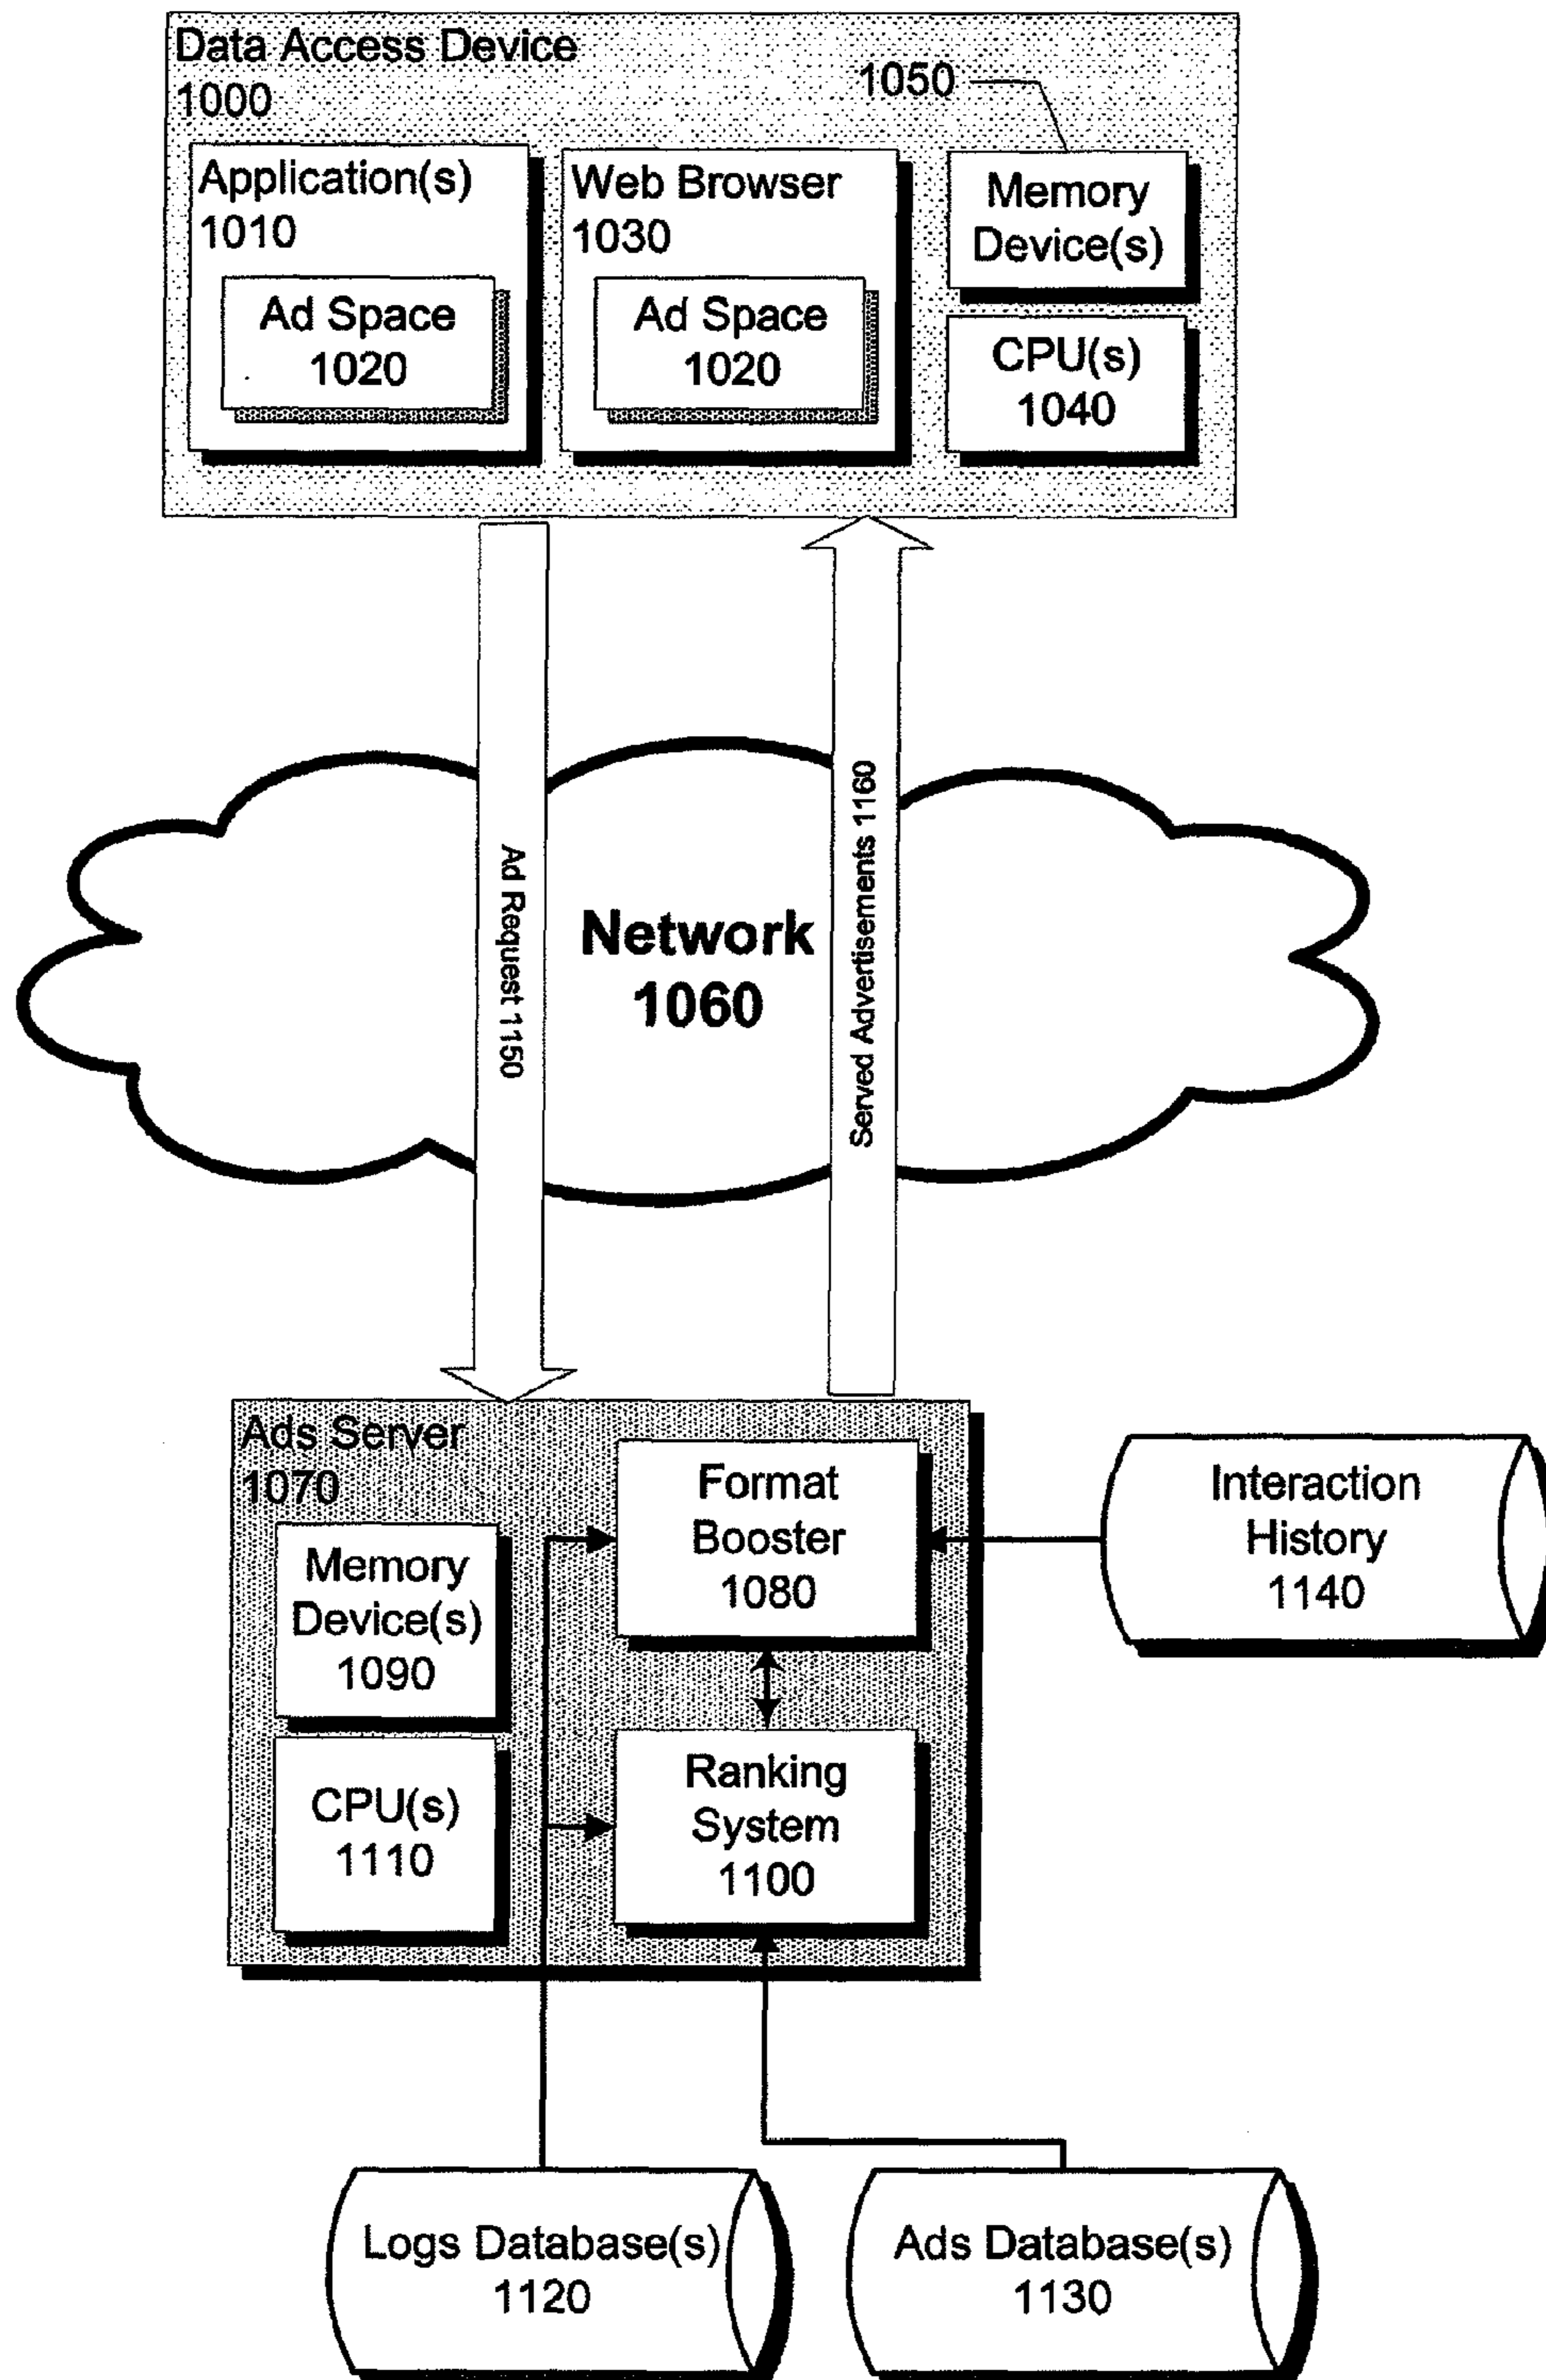 Data Access Device
1000
1050
Application(s)
1010
Ad Space
1020
Web Browser
1030
Ad Space
1020
Memory
Device(s)
CPU(s)
1040
Ad Request 1150
Network
1060
Served Advertisements 1160
Ads Server
1070
Memory
Device(s)
1090
CPU(s)
1110
Format
Booster
1080
Ranking
System
1100
Interaction
History
1140
Logs Database(s)
1120
Ads Database(s)
1130